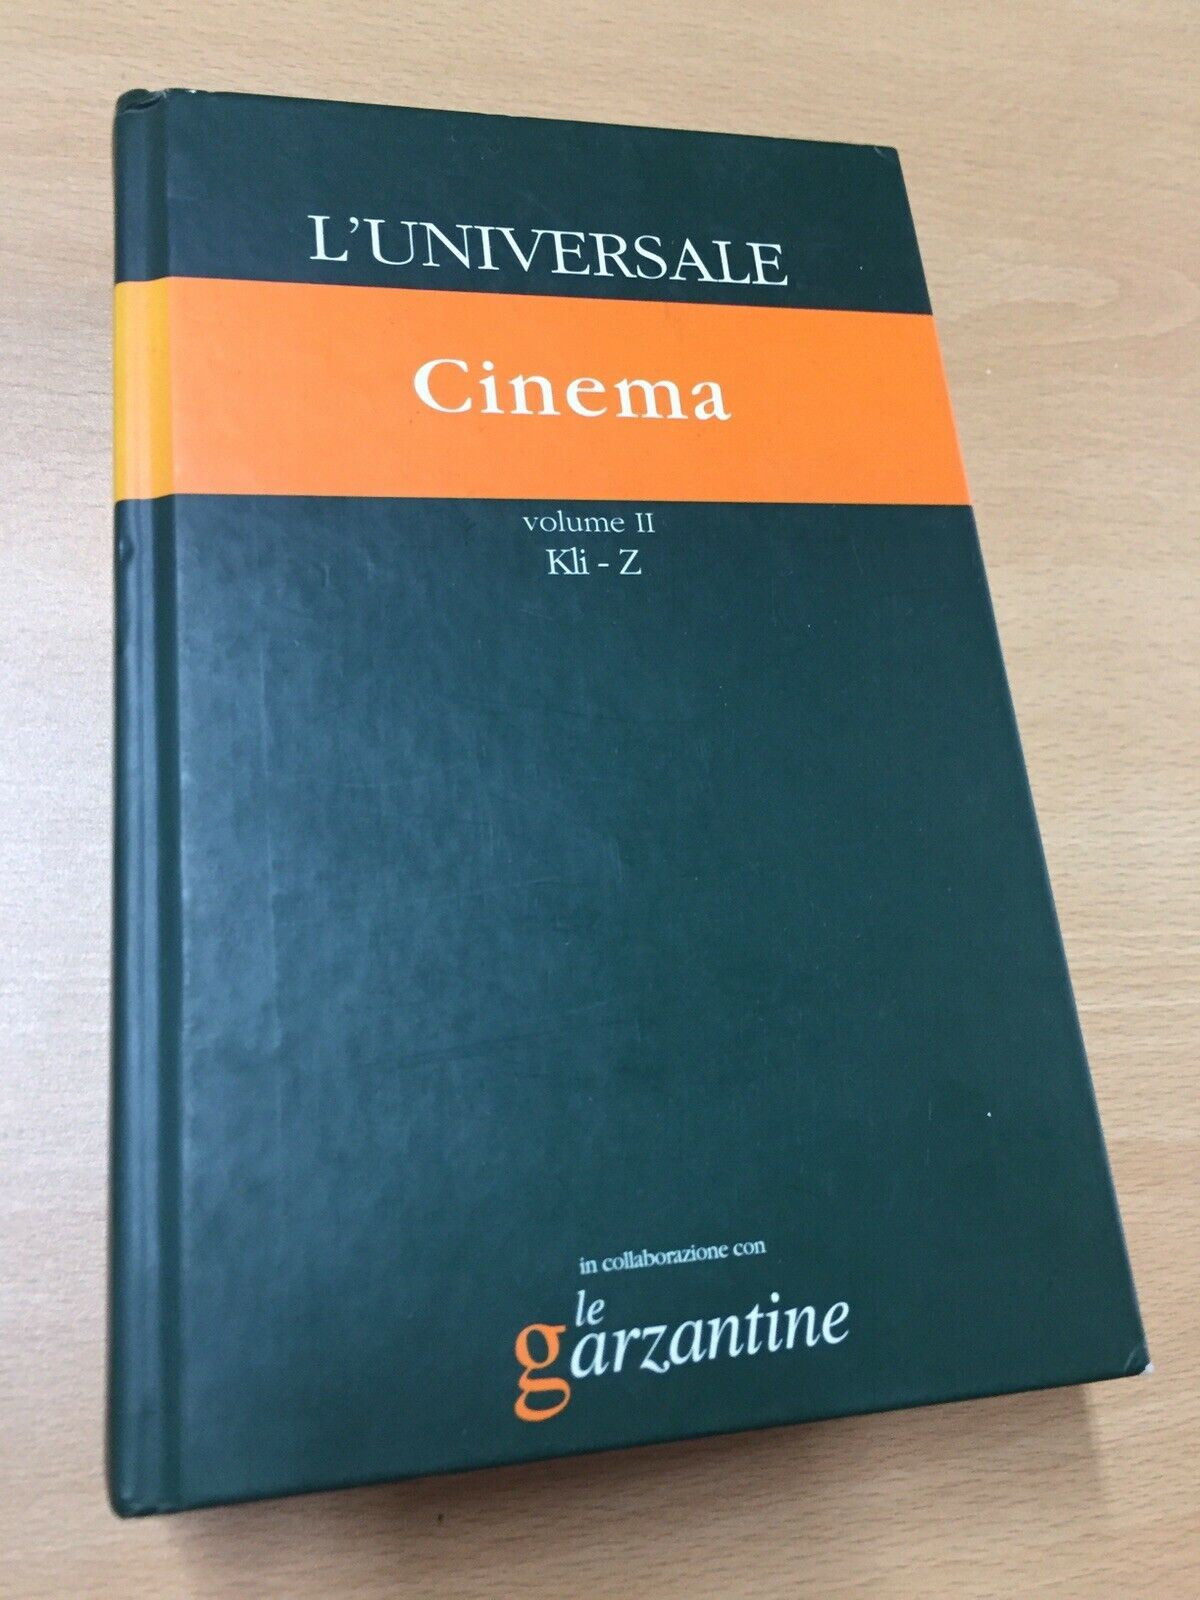 L'UNIVERSALE
Cinema
volume II
Kli - Z
in collaborazione con
le
garzantine